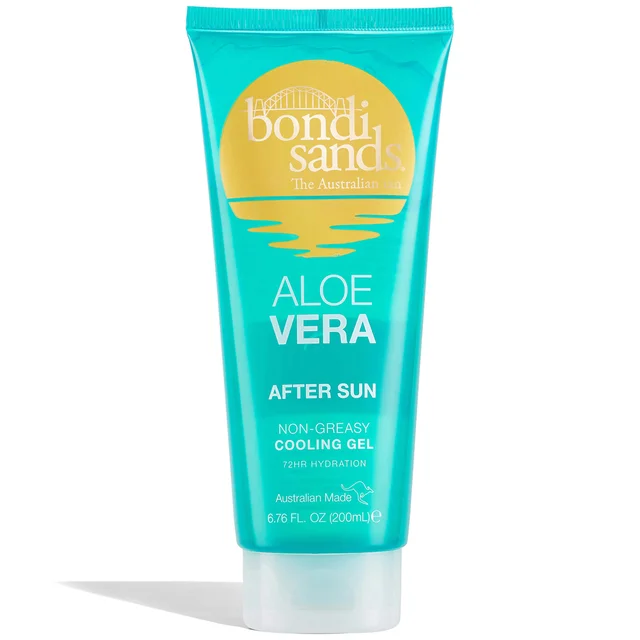 bondi
sands
The Australian
ALOE
VERA
AFTER SUN
NON-GREASY
COOLING GEL
72HR HYDRATION
Australian Made
6.76 FL. OZ (200mL) ℮